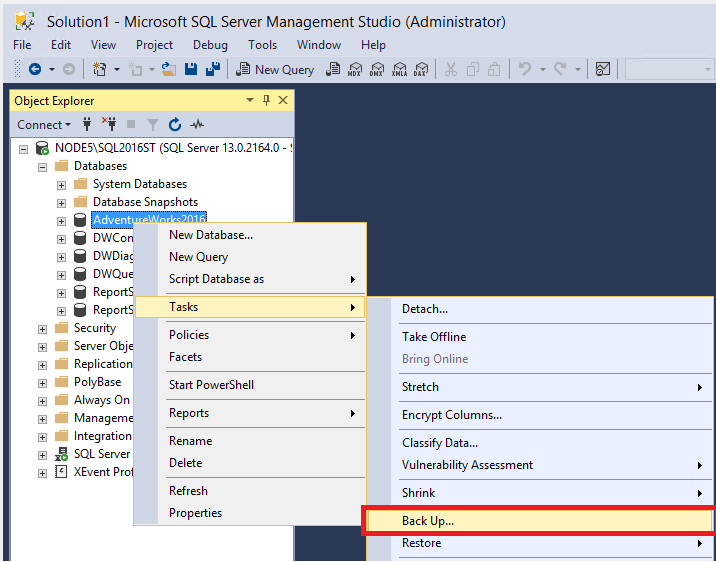 Solution1 - Microsoft SQL Server Management Studio (Administrator)
File Edit View Project Debug Tools Window Help
New Query MDX DMX XMLA DAX
Object Explorer
Connect
NODE5\SQL2016ST (SQL Server 13.0.2164.0 - S
Databases
System Databases
Database Snapshots
AdventureWorks2016
DWCon
DWDiag
DWQue
ReportS
ReportS
Security
Server Obje
Replication
PolyBase
Always On
Manageme
Integration
SQL Server
XEvent Prof
New Database...
New Query
Script Database as
Tasks
Policies
Facets
Start PowerShell
Reports
Rename
Delete
Refresh
Properties
Detach...
Take Offline
Bring Online
Stretch
Encrypt Columns...
Classify Data...
Vulnerability Assessment
Shrink
Back Up...
Restore